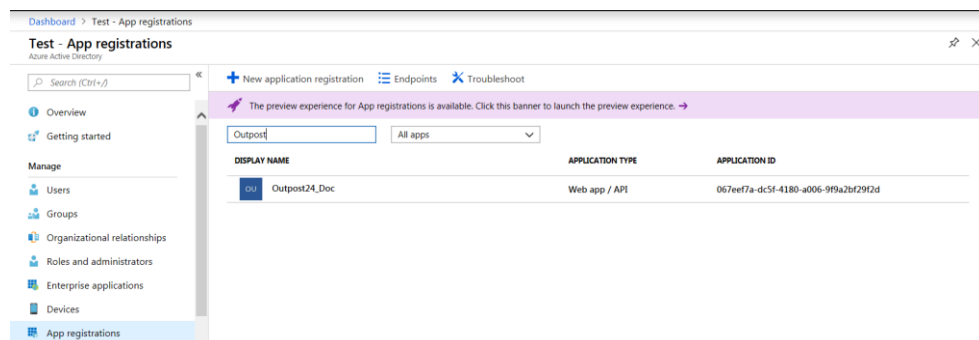 Dashboard > Test - App registrations
Test - App registrations
Azure Active Directory
Search (Ctrl+/)
Overview
Getting started
Manage
Users
Groups
Organizational relationships
Roles and administrators
Enterprise applications
Devices
App registrations
New application registration Endpoints Troubleshoot
The preview experience for App registrations is available. Click this banner to launch the preview experience. →
Outpost All apps
DISPLAY NAME APPLICATION TYPE APPLICATION ID
OU Outpost24_Doc Web app / API 067eef7a-dc5f-4180-a006-9f9a2bf29f2d